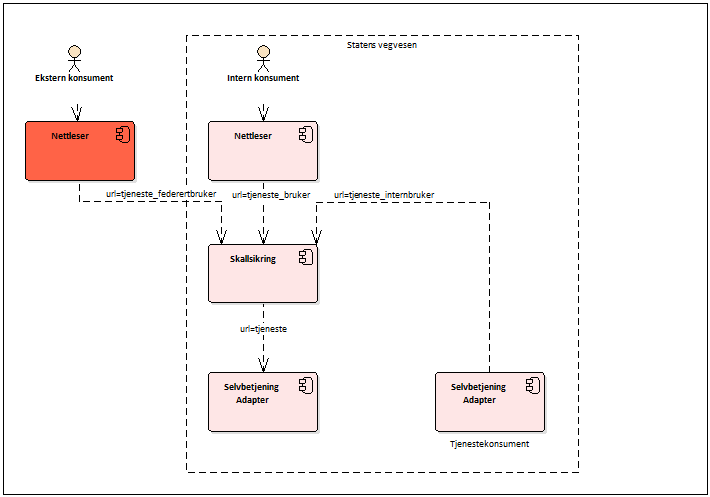 Statens vegvesen
Ekstern konsument
Intern konsument
Nettleser
Nettleser
url=tjeneste_federertbruker
url=tjeneste_bruker
url=tjeneste_internbruker
Skallsikring
url=tjeneste
Selvbetjening
Adapter
Selvbetjening
Adapter
Tjenestekonsument